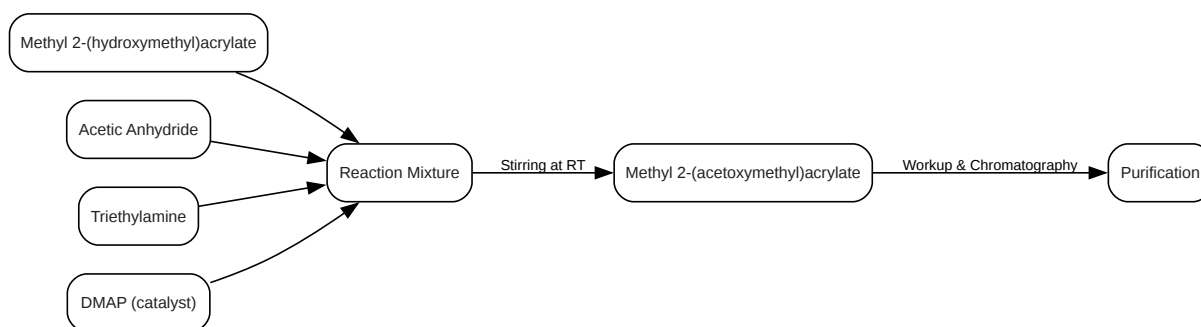 Methyl 2-(hydroxymethyl)acrylate
Acetic Anhydride
Triethylamine
DMAP (catalyst)
Reaction Mixture
Stirring at RT
Methyl 2-(acetoxymethyl)acrylate
Workup & Chromatography
Purification